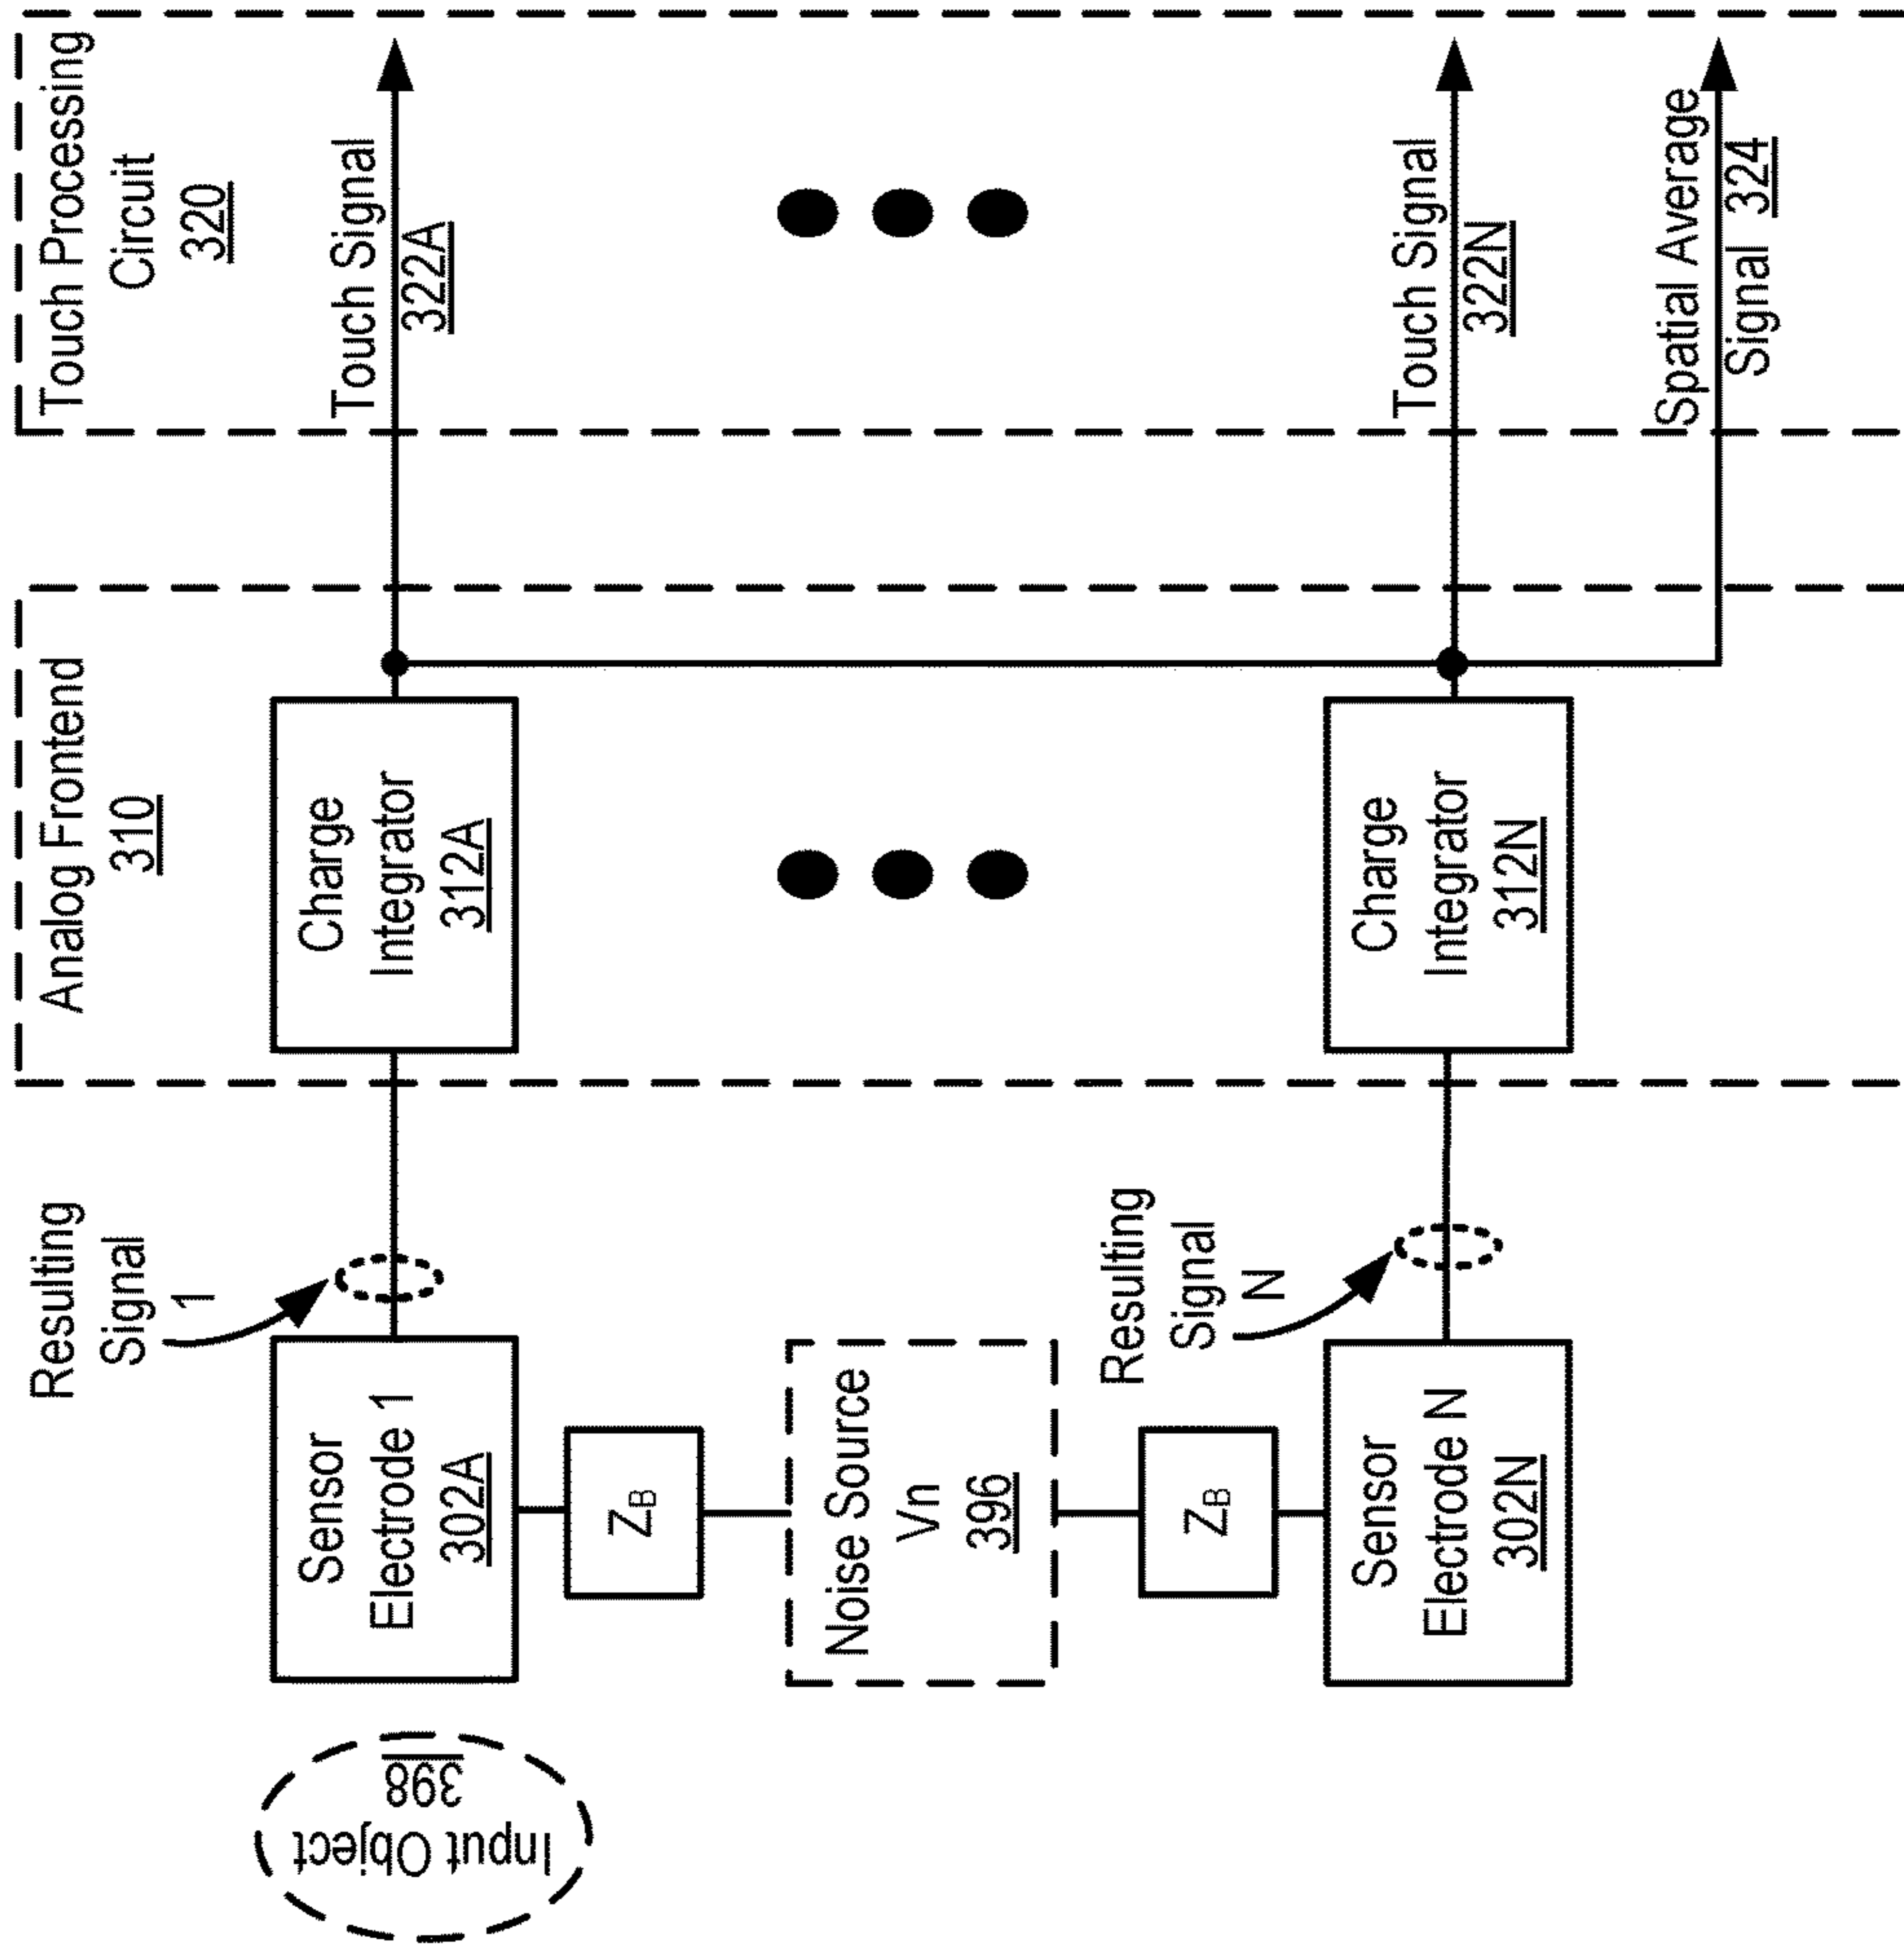 Input Object
398
Sensor
Electrode 1
302A
Z_B
Noise Source
Vn
396
Z_B
Sensor
Electrode N
302N
Resulting
Signal
1
Resulting
Signal
N
Analog Frontend
310
Charge
Integrator
312A
Charge
Integrator
312N
Touch Processing
Circuit
320
Touch Signal
322A
Touch Signal
322N
Spatial Average
Signal 324